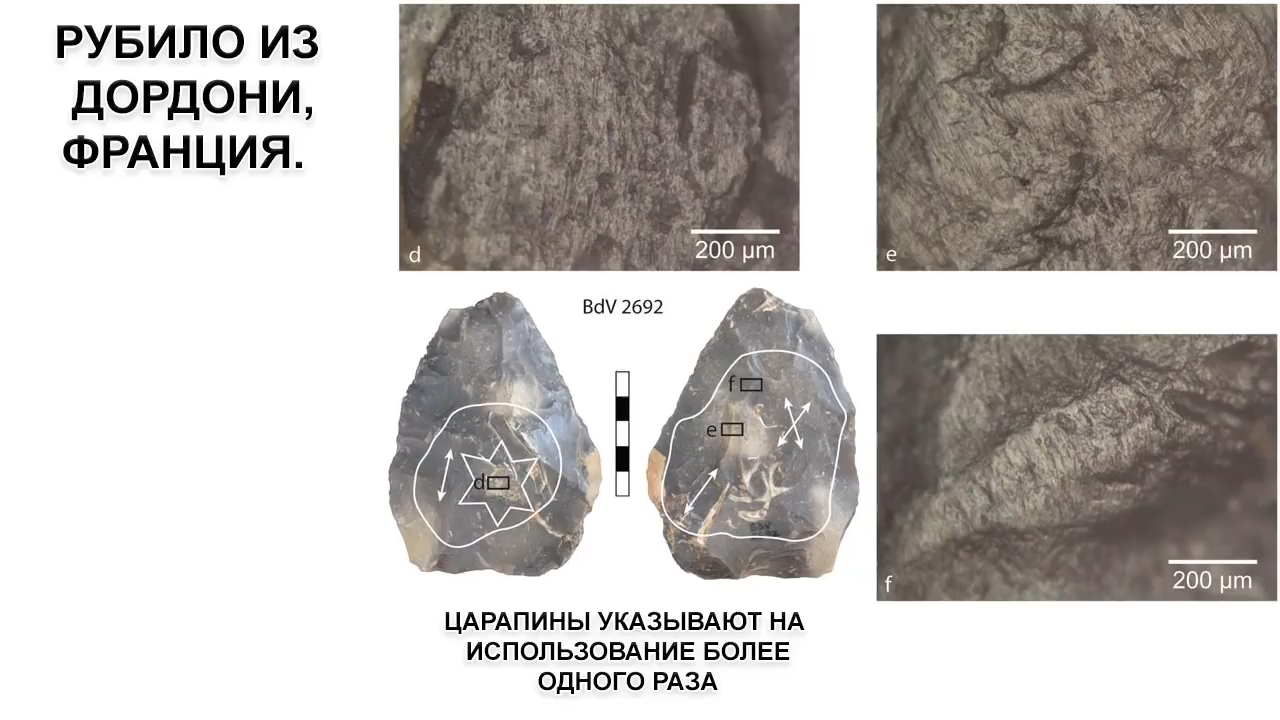 РУБИЛО ИЗ
ДОРДОНИ,
ФРАНЦИЯ.
d
200 µm
e
200 µm
BdV 2692
f
e
d
f
200 µm
ЦАРАПИНЫ УКАЗЫВАЮТ НА
ИСПОЛЬЗОВАНИЕ БОЛЕЕ
ОДНОГО РАЗА